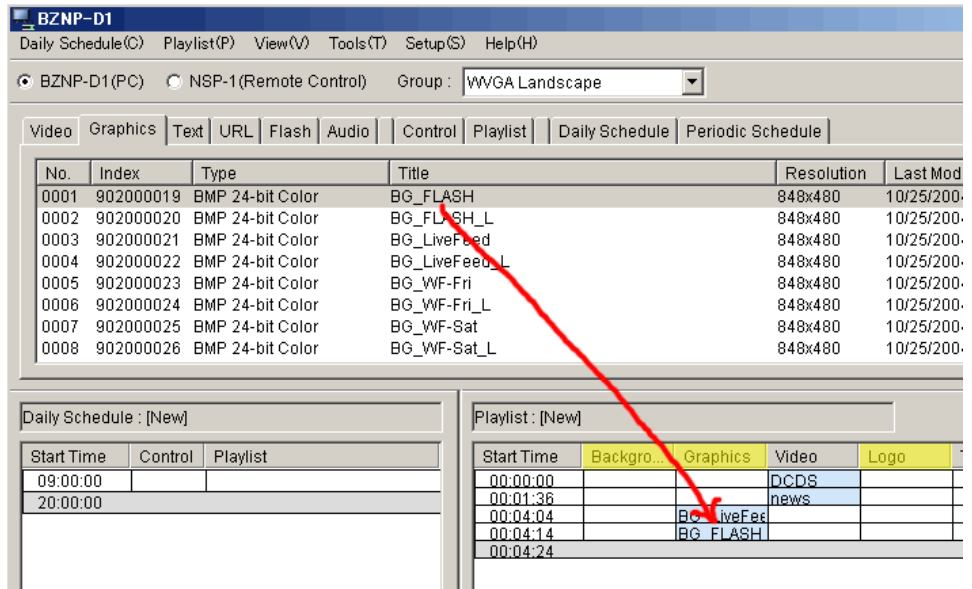 BZNP-D1
Daily Schedule(C) Playlist(P) View(V) Tools(T) Setup(S) Help(H)
BZNP-D1(PC) NSP-1(Remote Control) Group : WVGA Landscape
Video Graphics Text URL Flash Audio Control Playlist Daily Schedule Periodic Schedule
No. Index Type Title Resolution Last Mod
0001 902000019 BMP 24-bit Color BG_FLASH 848x480 10/25/200
0002 902000020 BMP 24-bit Color BG_FLASH_L 848x480 10/25/200
0003 902000021 BMP 24-bit Color BG_LiveFeed 848x480 10/25/200
0004 902000022 BMP 24-bit Color BG_LiveFeed_L 848x480 10/25/200
0005 902000023 BMP 24-bit Color BG_WF-Fri 848x480 10/25/200
0006 902000024 BMP 24-bit Color BG_WF-Fri_L 848x480 10/25/200
0007 902000025 BMP 24-bit Color BG_WF-Sat 848x480 10/25/200
0008 902000026 BMP 24-bit Color BG_WF-Sat_L 848x480 10/25/200
Daily Schedule : [New] Playlist : [New]
Start Time Control Playlist Start Time Backgro... Graphics Video Logo
09:00:00 00:00:00 DCDS
20:00:00 00:01:36 news
00:04:04 BG_LiveFee
00:04:14 BG_FLASH
00:04:24